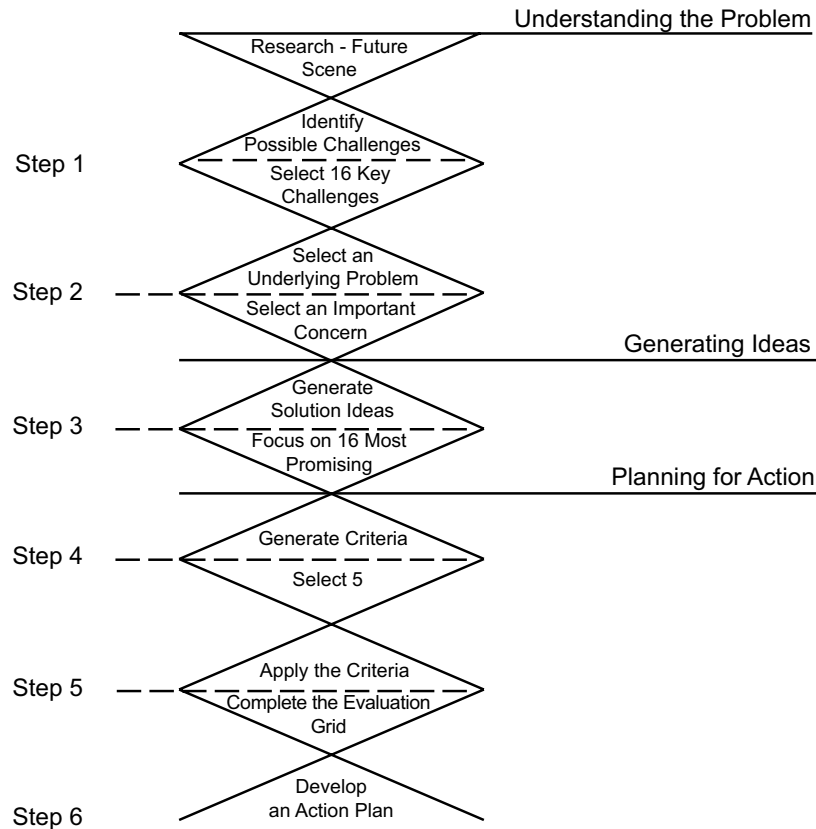 Understanding the Problem
Research - Future
Scene
Identify
Possible Challenges
Step 1
Select 16 Key
Challenges
Select an
Underlying Problem
Step 2
Select an Important
Concern
Generating Ideas
Generate
Solution Ideas
Step 3
Focus on 16 Most
Promising
Planning for Action
Generate Criteria
Step 4
Select 5
Apply the Criteria
Step 5
Complete the Evaluation
Grid
Develop
an Action Plan
Step 6